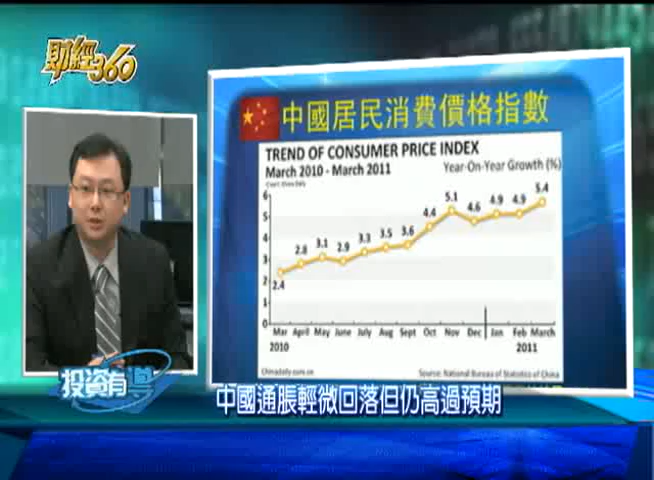 財經360
中國居民消費價格指數
TREND OF CONSUMER PRICE INDEX
March 2010 - March 2011
Year-On-Year Growth (%)
6
5
4
3
2
1
0
2.4
2.8
3.1
2.9
3.3
3.5
3.6
4.4
5.1
4.6
4.9
4.9
5.4
Mar April May June July Aug Sept Oct Nov Dec Jan Feb March
2010 2011
Chinadaily.com.cn
Source: National Bureau of Statistics of China
投資有
中國通脹輕微回落但仍高過預期